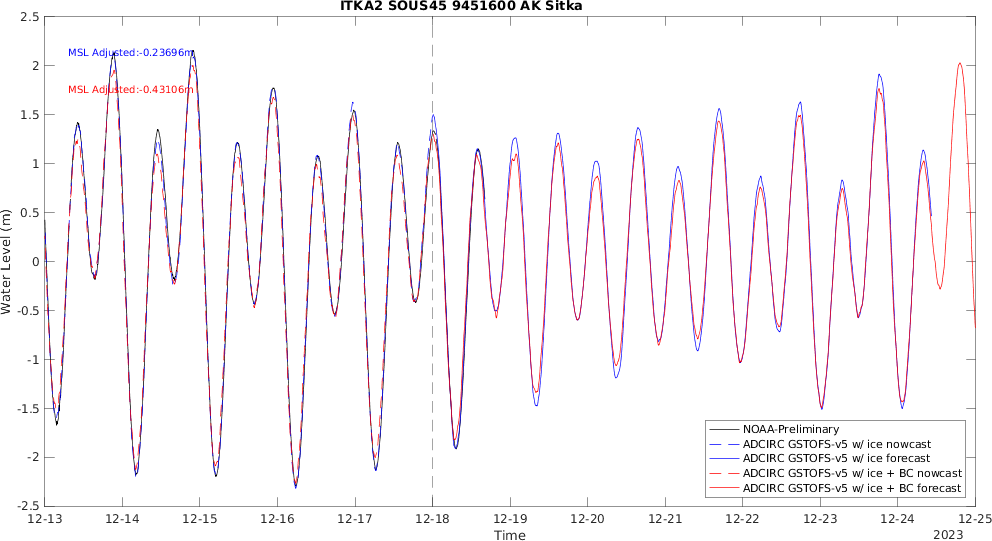 ITKA2 SOUS45 9451600 AK Sitka
MSL Adjusted:-0.23696m
MSL Adjusted:-0.43106m
Water Level (m)
2.5
2
1.5
1
0.5
0
-0.5
-1
-1.5
-2
-2.5
NOAA-Preliminary
ADCIRC GSTOFS-v5 w/ ice nowcast
ADCIRC GSTOFS-v5 w/ ice forecast
ADCIRC GSTOFS-v5 w/ ice + BC nowcast
ADCIRC GSTOFS-v5 w/ ice + BC forecast
12-13 12-14 12-15 12-16 12-17 12-18 12-19 12-20 12-21 12-22 12-23 12-24 12-25
Time
2023